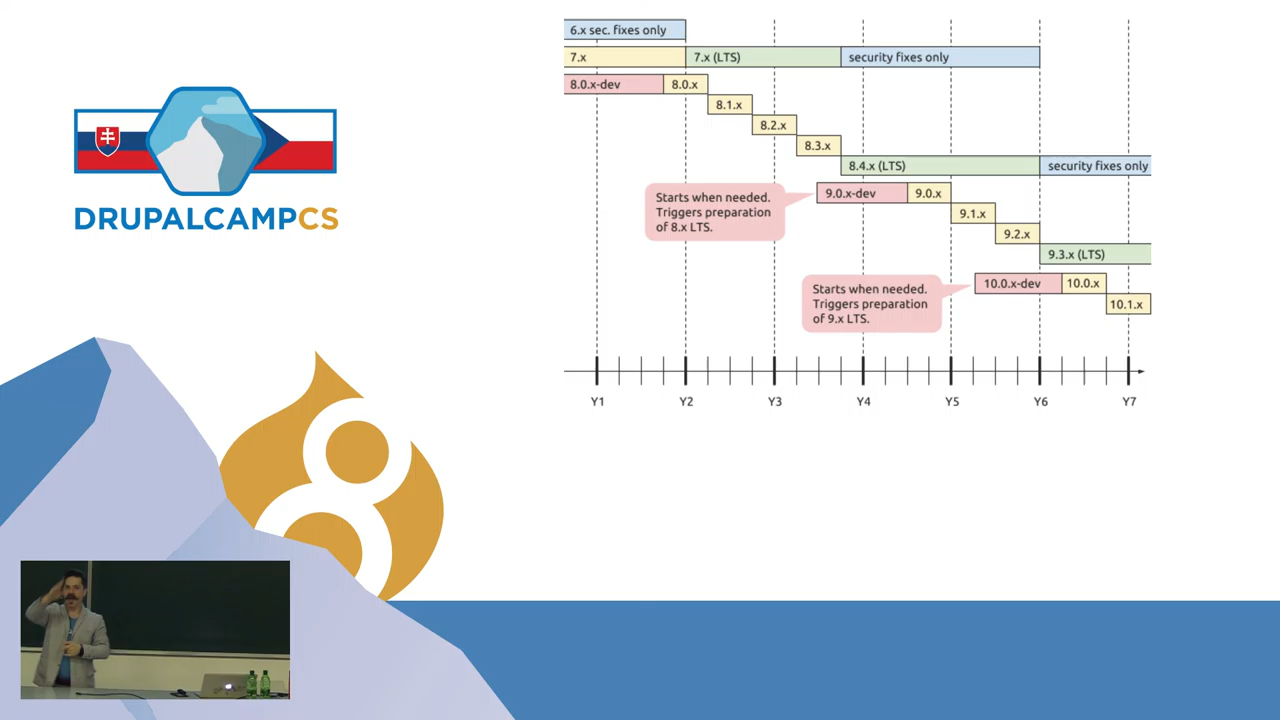 6.x sec. fixes only
7.x
7.x (LTS)
security fixes only
8.0.x-dev
8.0.x
8.1.x
8.2.x
8.3.x
8.4.x (LTS)
security fixes only
Starts when needed.
Triggers preparation
of 8.x LTS.
9.0.x-dev
9.0.x
9.1.x
9.2.x
9.3.x (LTS)
Starts when needed.
Triggers preparation
of 9.x LTS.
10.0.x-dev
10.0.x
10.1.x
Y1
Y2
Y3
Y4
Y5
Y6
Y7
DRUPALCAMPCS
8